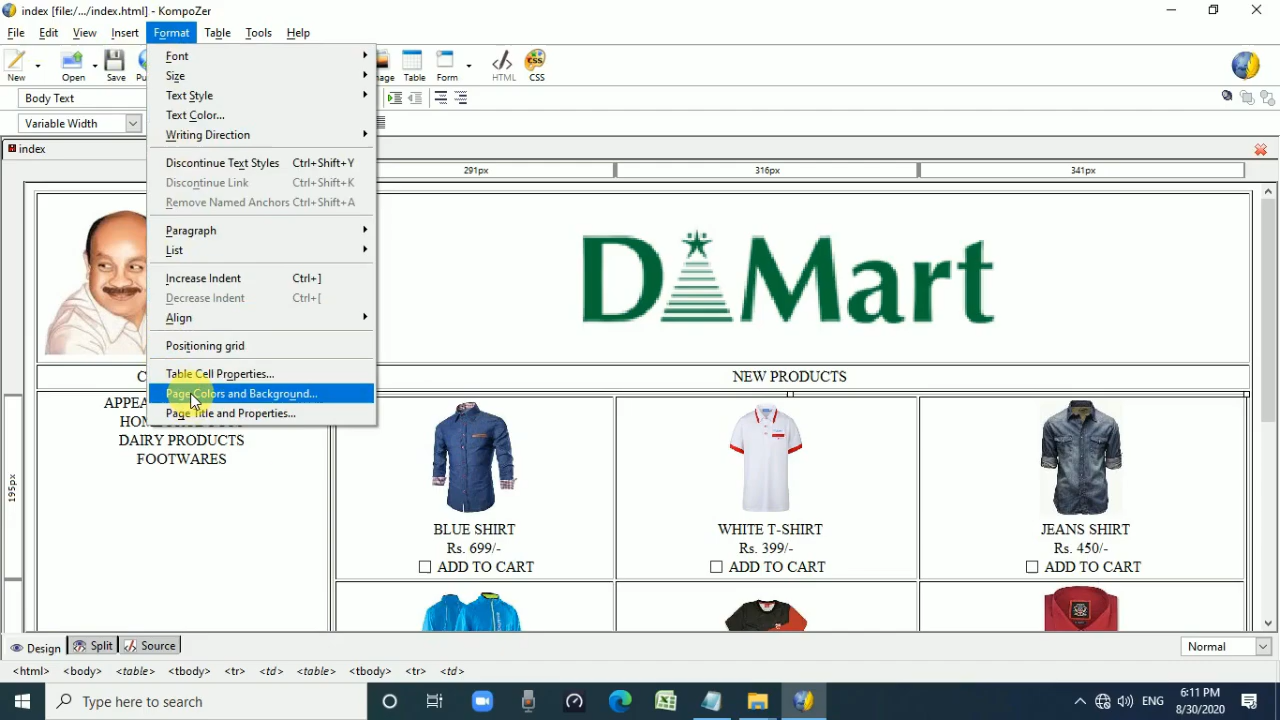 index [file:/.../index.html] - KompoZer
File Edit View Insert Format Table Tools Help
New Open Save Table Form HTML CSS
Body Text
Variable Width
index
291px 316px 341px
Font
Size
Text Style
Text Color...
Writing Direction
Discontinue Text Styles Ctrl+Shift+Y
Discontinue Link Ctrl+Shift+K
Remove Named Anchors Ctrl+Shift+A
Paragraph
List
Increase Indent Ctrl+]
Decrease Indent Ctrl+[
Align
Positioning grid
Table Cell Properties...
Page Colors and Background...
Page Title and Properties...
D Mart
NEW PRODUCTS
DAIRY PRODUCTS
FOOTWARES
195px
BLUE SHIRT WHITE T-SHIRT JEANS SHIRT
Rs. 699/- Rs. 399/- Rs. 450/-
ADD TO CART ADD TO CART ADD TO CART
Design Split Source Normal
<html> <body> <table> <tbody> <tr> <td> <table> <tbody> <tr> <td>
Type here to search
ENG
6:11 PM
8/30/2020